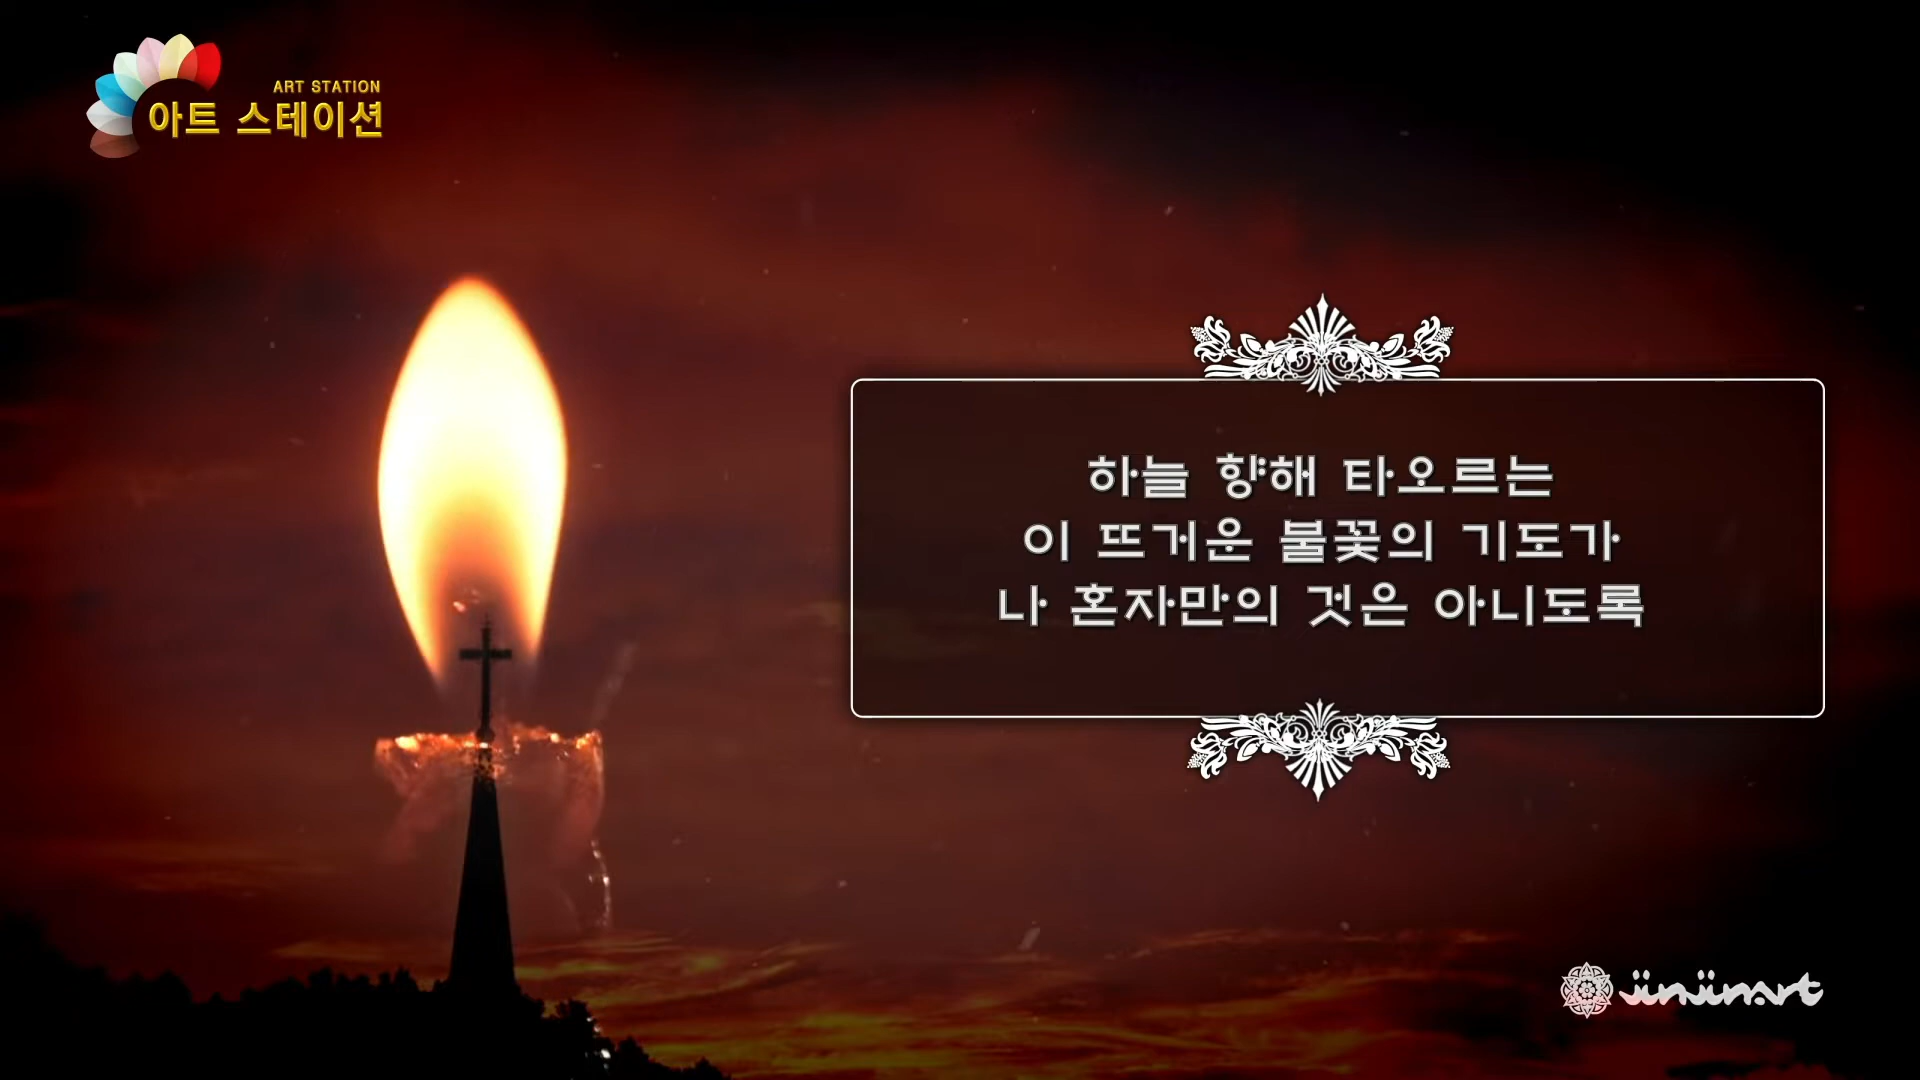 ART STATION
아트 스테이션
하늘 향해 타오르는
이 뜨거운 불꽃의 기도가
나 혼자만의 것은 아니도록
jinjinart